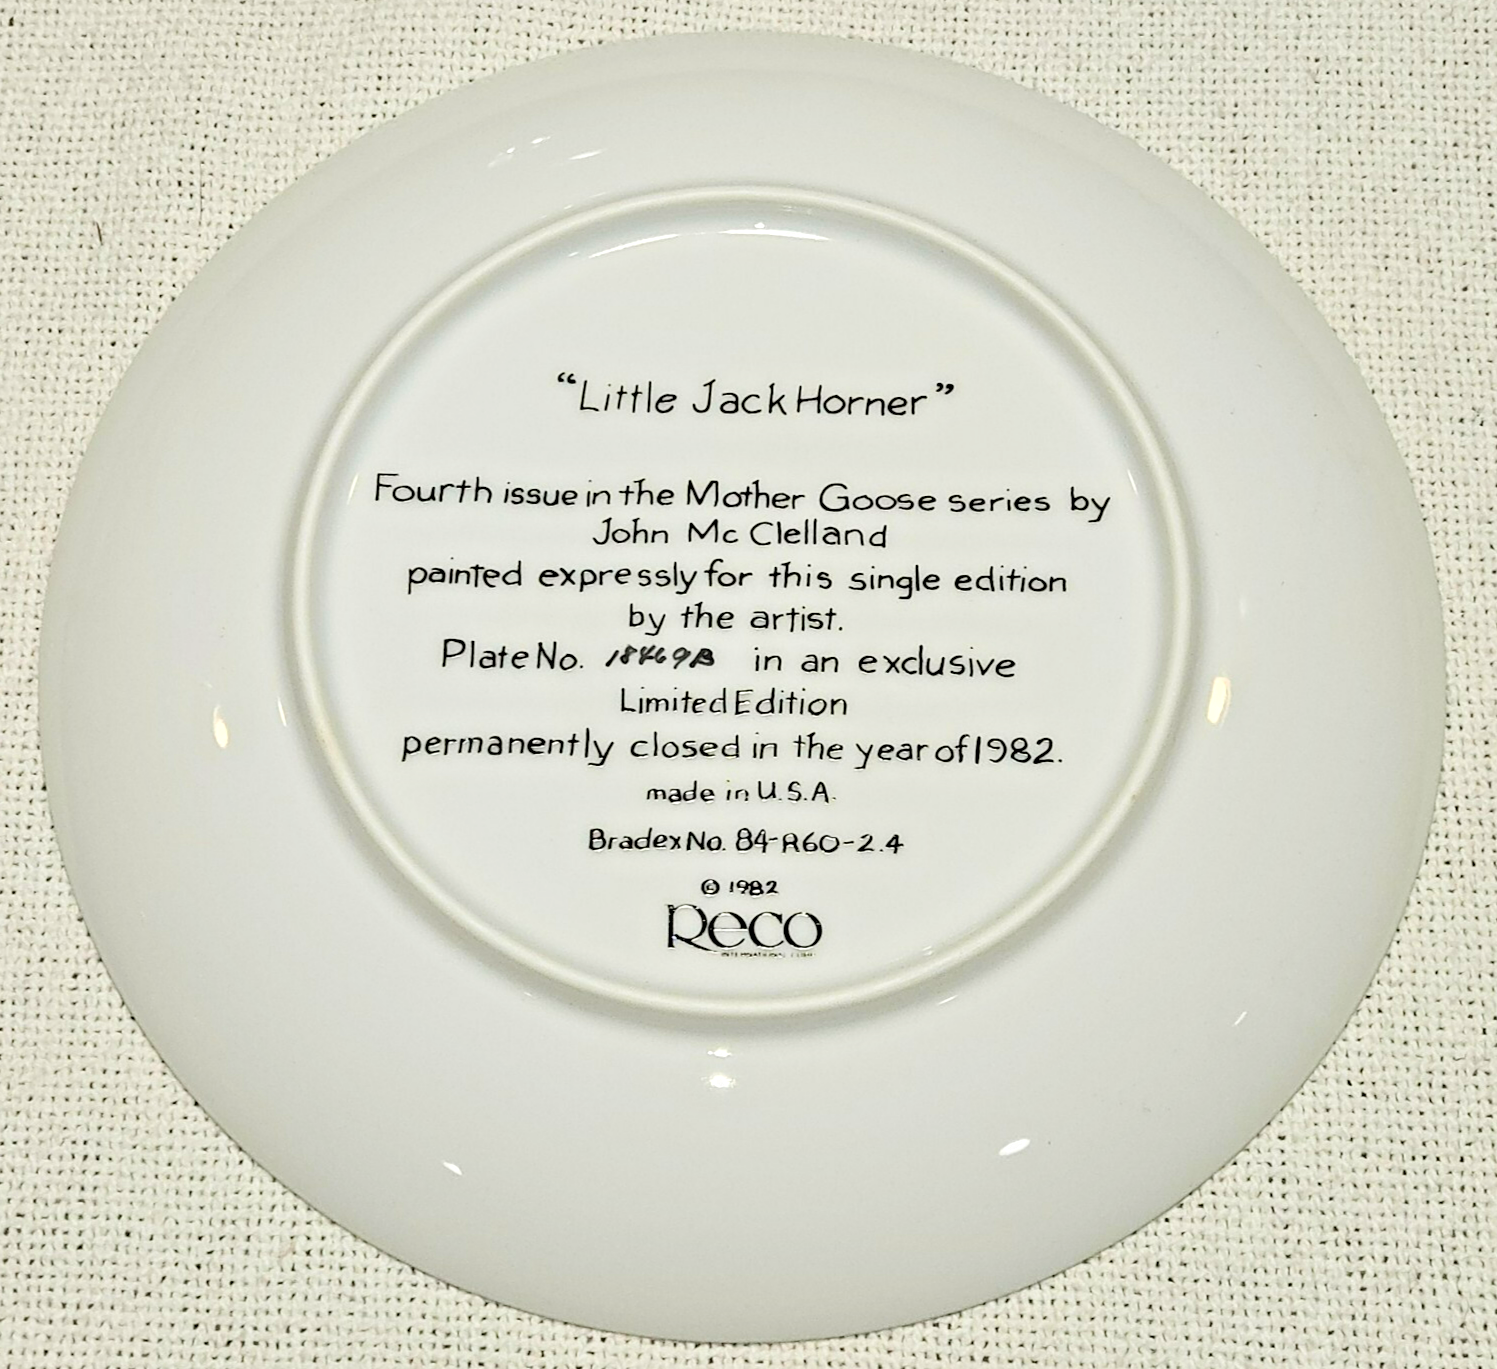 “Little Jack Horner”
Fourth issue in the Mother Goose series by
John Mc Clelland
painted expressly for this single edition
by the artist.
Plate No. 18469B in an exclusive
Limited Edition
permanently closed in the year of 1982.
made in U.S.A.
Bradex No. 84-R60-2.4
© 1982
Reco
INTERNATIONAL CORP.